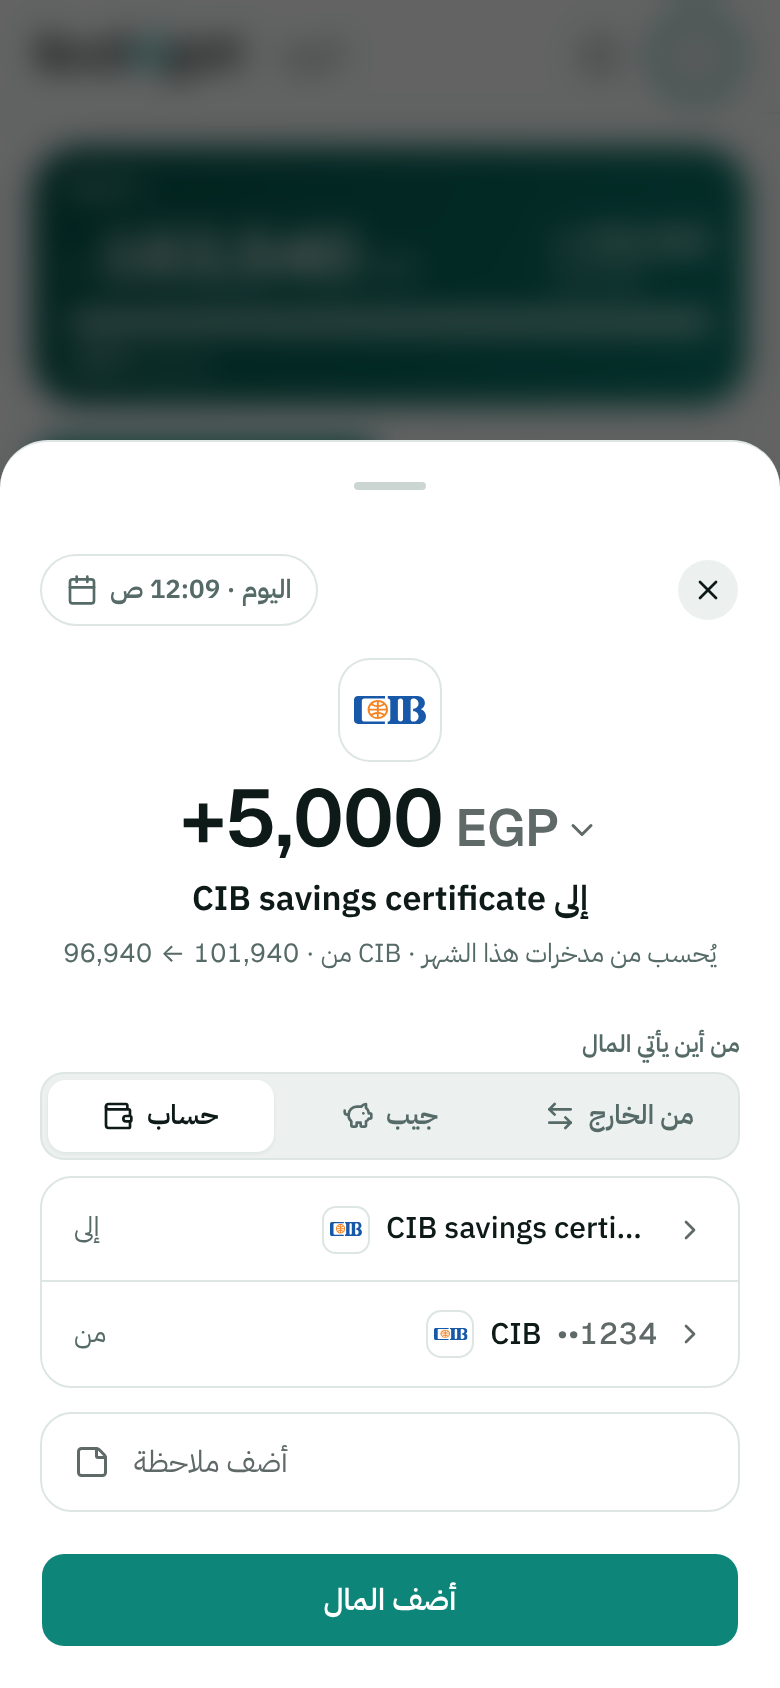 اليوم · 12:09 ص
CIB
+5,000 EGP
إلى CIB savings certificate
يُحسب من مدخرات هذا الشهر · من CIB · 101,940 ← 96,940
من أين يأتي المال
حساب
جيب
من الخارج
إلى
CIB
CIB savings certi...
من
CIB
CIB ••1234
أضف ملاحظة
أضف المال